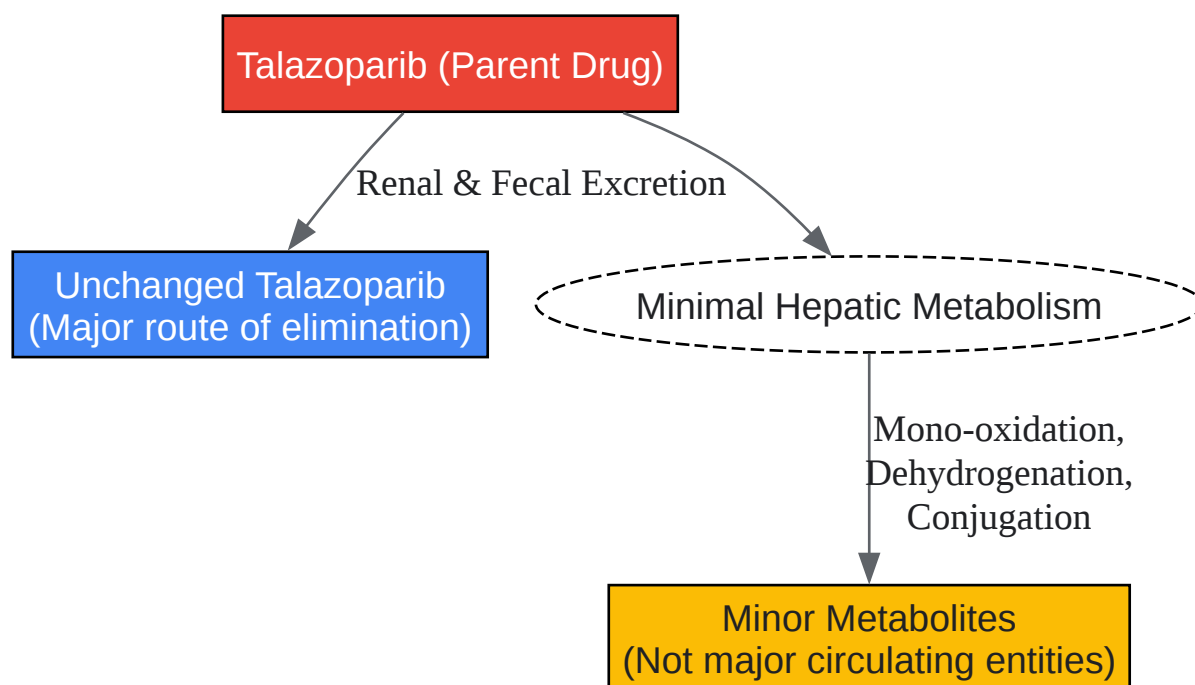 Talazoparib (Parent Drug)
Renal & Fecal Excretion
Unchanged Talazoparib
(Major route of elimination)
Minimal Hepatic Metabolism
Mono-oxidation,
Dehydrogenation,
Conjugation
Minor Metabolites
(Not major circulating entities)